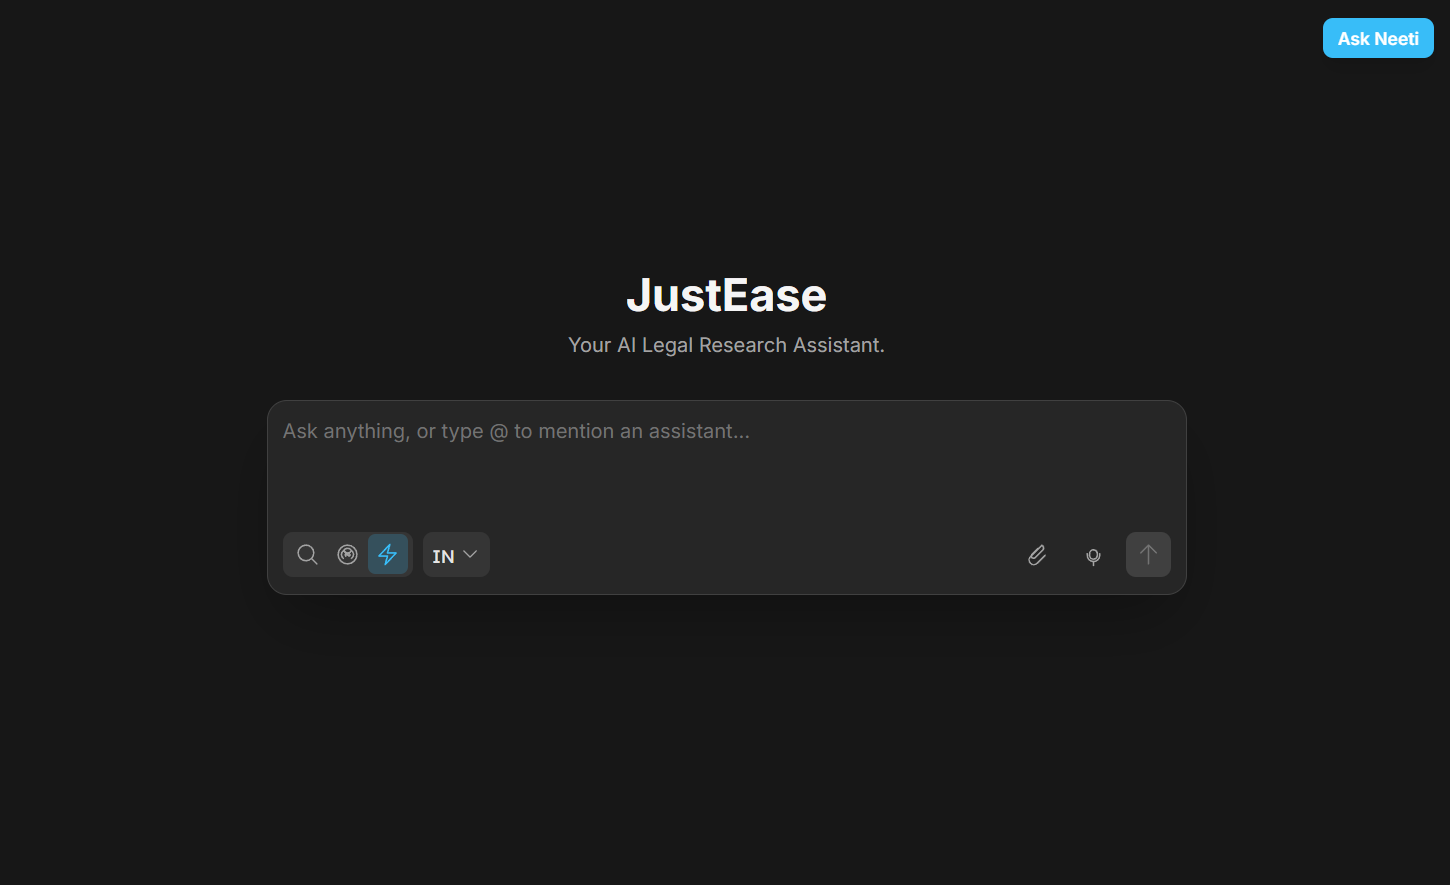 Ask Neeti
JustEase
Your AI Legal Research Assistant.
Ask anything, or type @ to mention an assistant...
IN